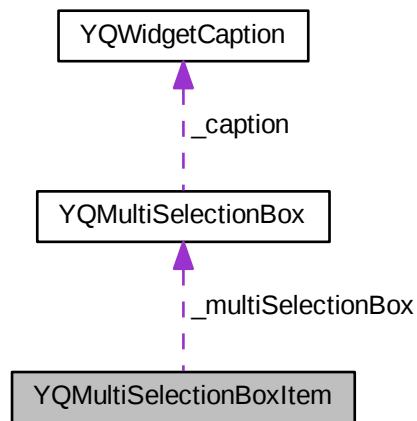 YQWidgetCaption
_caption
YQMultiSelectionBox
_multiSelectionBox
YQMultiSelectionBoxItem